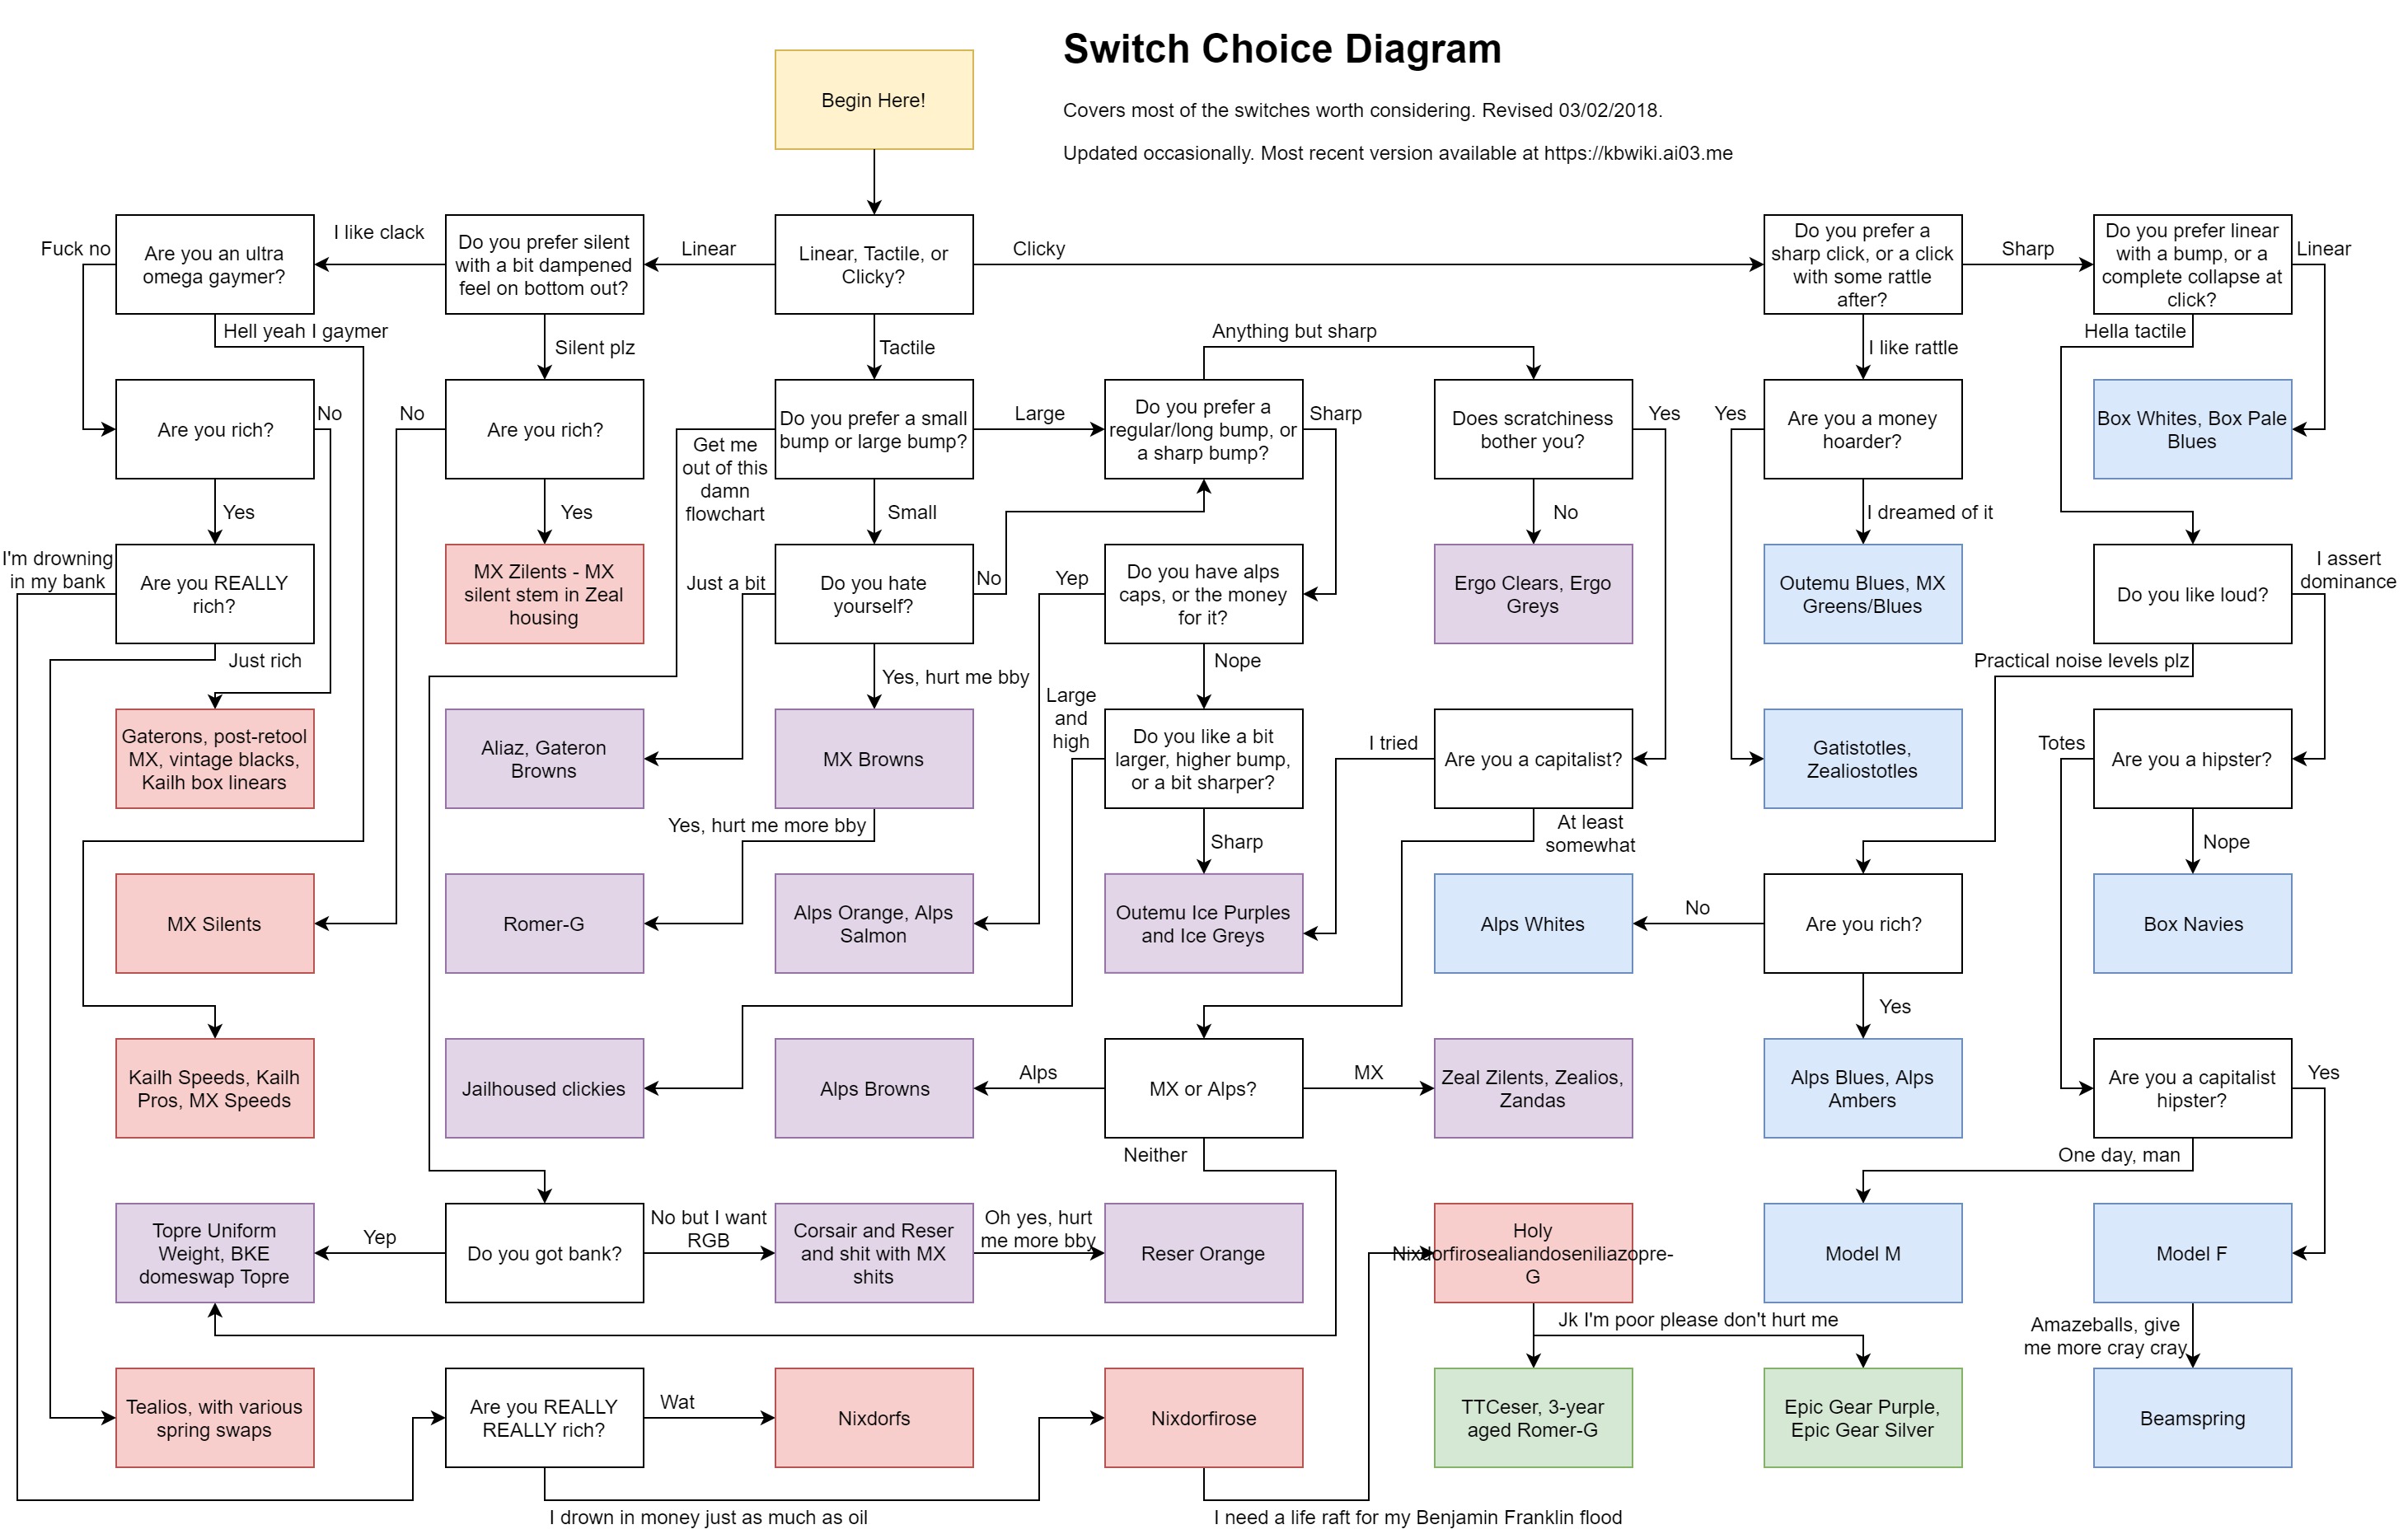 Switch Choice Diagram
Begin Here!
Covers most of the switches worth considering. Revised 03/02/2018.
Updated occasionally. Most recent version available at https://kbwiki.ai03.me
Fuck no
Are you an ultra
omega gaymer?
I like clack
Do you prefer silent
with a bit dampened
feel on bottom out?
Linear
Linear, Tactile, or
Clicky?
Clicky
Do you prefer a
sharp click, or a click
with some rattle
after?
Sharp
Do you prefer linear
with a bump, or a
complete collapse at
click?
Linear
Hell yeah I gaymer
Silent plz
Tactile
Anything but sharp
I like rattle
Hella tactile
Are you rich?
No
No
Are you rich?
Get me
out of this
damn
flowchart
Do you prefer a small
bump or large bump?
Large
Do you prefer a
regular/long bump, or
a sharp bump?
Sharp
Does scratchiness
bother you?
Yes
Yes
Are you a money
hoarder?
Box Whites, Box Pale
Blues
Yes
Yes
Small
No
I dreamed of it
I'm drowning
in my bank
Are you REALLY
rich?
MX Zilents - MX
silent stem in Zeal
housing
Just a bit
Do you hate
yourself?
No
Yep
Do you have alps
caps, or the money
for it?
Ergo Clears, Ergo
Greys
Outemu Blues, MX
Greens/Blues
Do you like loud?
I assert
dominance
Just rich
Yes, hurt me bby
Nope
Practical noise levels plz
Gaterons, post-retool
MX, vintage blacks,
Kailh box linears
Aliaz, Gateron
Browns
MX Browns
Large
and
high
Do you like a bit
larger, higher bump,
or a bit sharper?
I tried
Are you a capitalist?
Gatistotles,
Zealiostotles
Totes
Are you a hipster?
Yes, hurt me more bby
Sharp
At least
somewhat
Nope
MX Silents
Romer-G
Alps Orange, Alps
Salmon
Outemu Ice Purples
and Ice Greys
Alps Whites
No
Are you rich?
Box Navies
Yes
Kailh Speeds, Kailh
Pros, MX Speeds
Jailhoused clickies
Alps Browns
Alps
MX or Alps?
MX
Zeal Zilents, Zealios,
Zandas
Alps Blues, Alps
Ambers
Are you a capitalist
hipster?
Yes
Neither
One day, man
Topre Uniform
Weight, BKE
domeswap Topre
Yep
Do you got bank?
No but I want
RGB
Corsair and Reser
and shit with MX
shits
Oh yes, hurt
me more bby
Reser Orange
Holy
Nixdorfirosealiandoseniliazopre-
G
Model M
Model F
Jk I'm poor please don't hurt me
Amazeballs, give
me more cray cray
Tealios, with various
spring swaps
Are you REALLY
REALLY rich?
Wat
Nixdorfs
Nixdorfirose
TTCeser, 3-year
aged Romer-G
Epic Gear Purple,
Epic Gear Silver
Beamspring
I drown in money just as much as oil
I need a life raft for my Benjamin Franklin flood